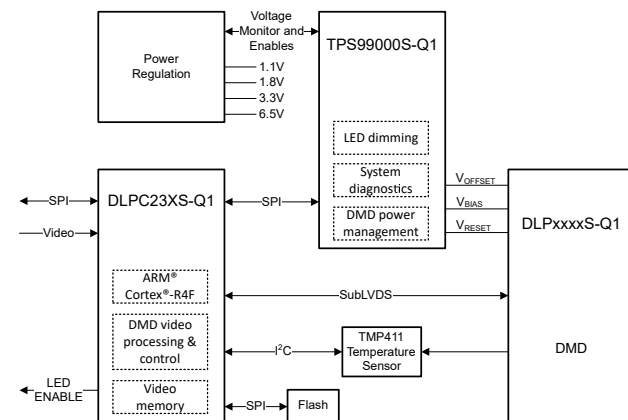 Voltage
Monitor and
Enables
Power
Regulation
1.1V
1.8V
3.3V
6.5V
TPS99000S-Q1
LED dimming
System
diagnostics
DMD power
management
VOFFSET
VBIAS
VRESET
DLPxxxxS-Q1
DMD
SPI
Video
DLPC23XS-Q1
SPI
ARM®
Cortex®-R4F
DMD video
processing &
control
Video
memory
LED
ENABLE
SubLVDS
I²C
TMP411
Temperature
Sensor
SPI
Flash